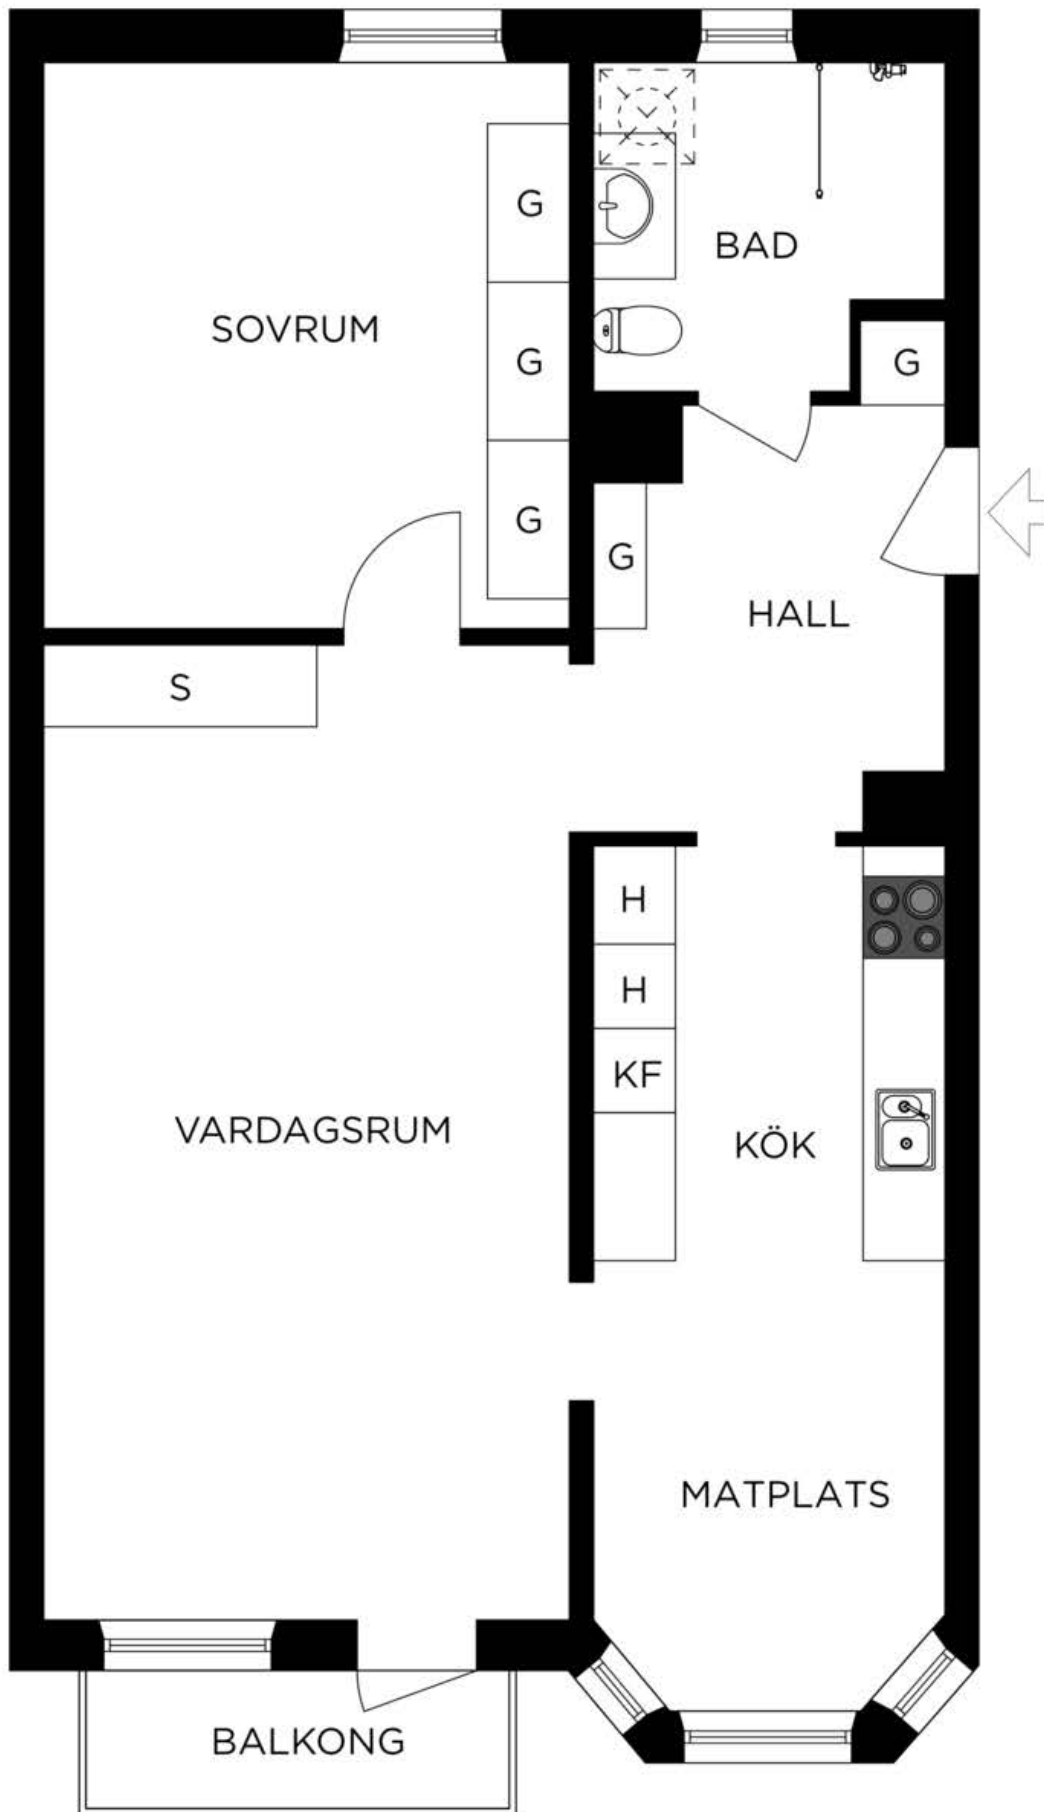 G
BAD
SOVRUM
G
G
G
G
HALL
S
H
H
KF
VARDAGSRUM
KÖK
MATPLATS
BALKONG